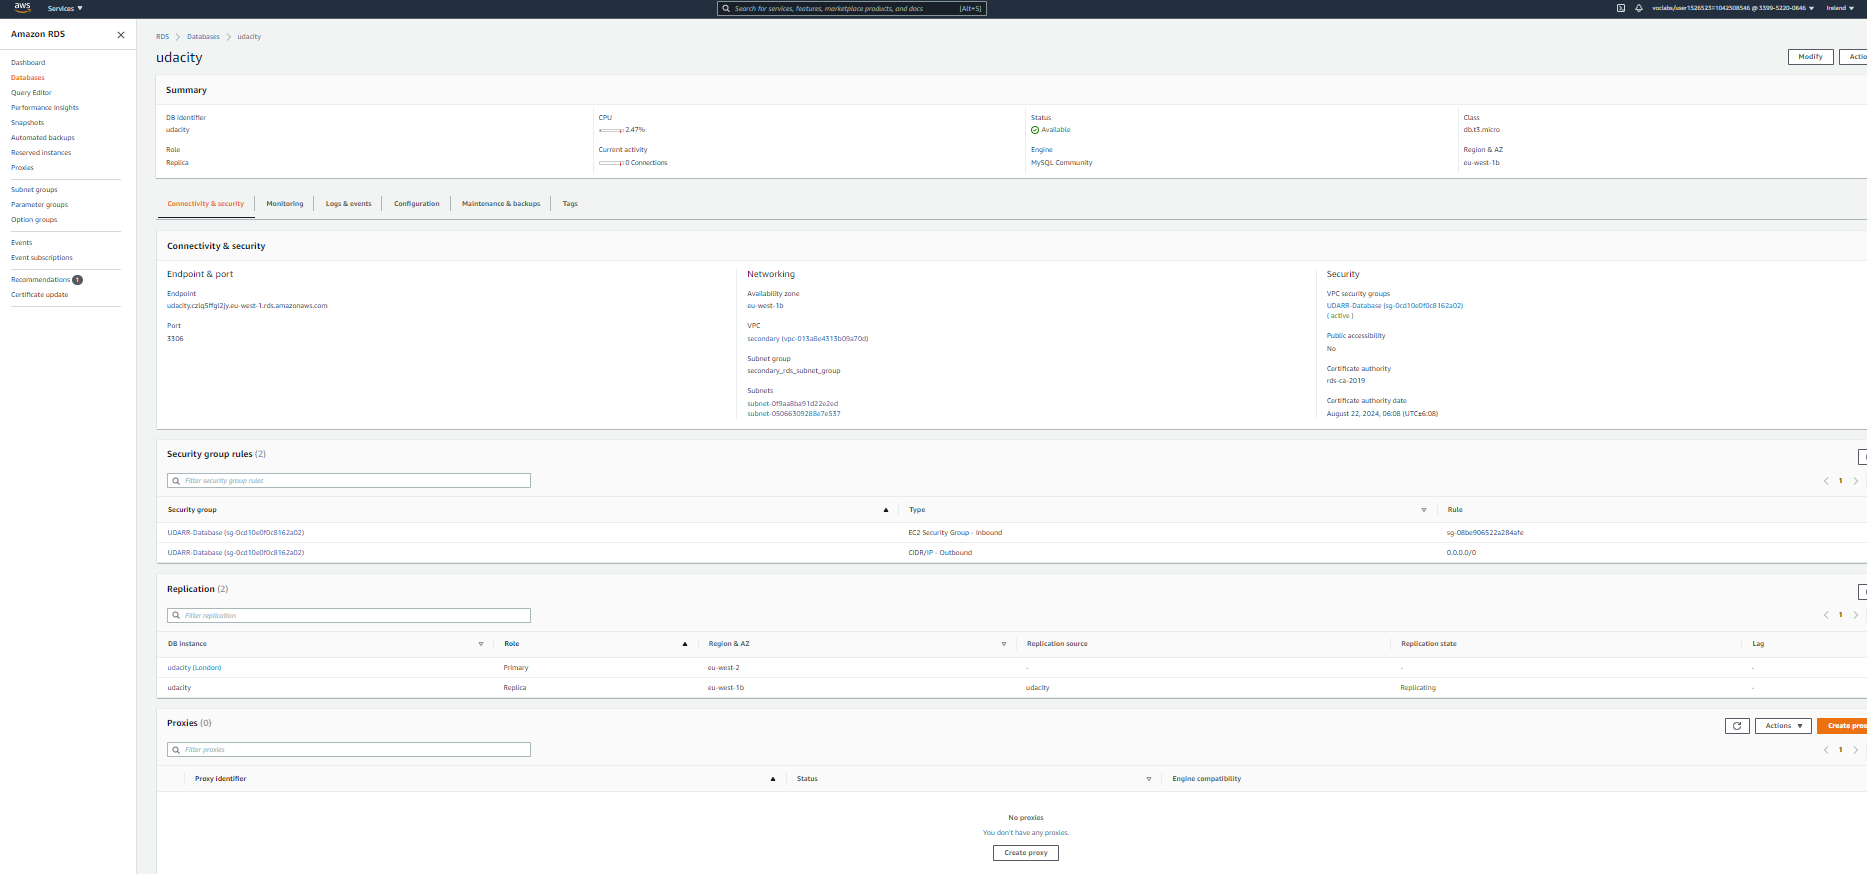 aws Services ▼ Search for services, features, marketplace products, and docs [Alt+S] voclabs/user1526523=1042508546 @ 3399-5220-0846 ▼ Ireland ▼
Amazon RDS
Dashboard
Databases
Query Editor
Performance Insights
Snapshots
Automated backups
Reserved instances
Proxies
Subnet groups
Parameter groups
Option groups
Events
Event subscriptions
Recommendations 1
Certificate update
RDS > Databases > udacity
udacity
Modify Actio
Summary
DB identifier
udacity
CPU
2.47%
Status
Available
Class
db.t3.micro
Role
Replica
Current activity
0 Connections
Engine
MySQL Community
Region & AZ
eu-west-1b
Connectivity & security Monitoring Logs & events Configuration Maintenance & backups Tags
Connectivity & security
Endpoint & port
Endpoint
udacity.czlq5ffgi2jy.eu-west-1.rds.amazonaws.com
Port
3306
Networking
Availability zone
eu-west-1b
VPC
secondary (vpc-013a8e4313b09a70d)
Subnet group
secondary_rds_subnet_group
Subnets
subnet-0f9aa8ba91d22e2ed
subnet-05066309288e7e537
Security
VPC security groups
UDARR-Database (sg-0cd10e0f0c8162a02)
( active )
Public accessibility
No
Certificate authority
rds-ca-2019
Certificate authority date
August 22, 2024, 06:08 (UTC±6:08)
Security group rules (2)
Filter security group rules
1
Security group Type Rule
UDARR-Database (sg-0cd10e0f0c8162a02) EC2 Security Group - Inbound sg-08be906522a284afe
UDARR-Database (sg-0cd10e0f0c8162a02) CIDR/IP - Outbound 0.0.0.0/0
Replication (2)
Filter replication
1
DB instance Role Region & AZ Replication source Replication state Lag
udacity (London) Primary eu-west-2 - - -
udacity Replica eu-west-1b udacity Replicating -
Proxies (0)
Actions ▼ Create prox
Filter proxies
1
Proxy identifier Status Engine compatibility
No proxies
You don't have any proxies.
Create proxy